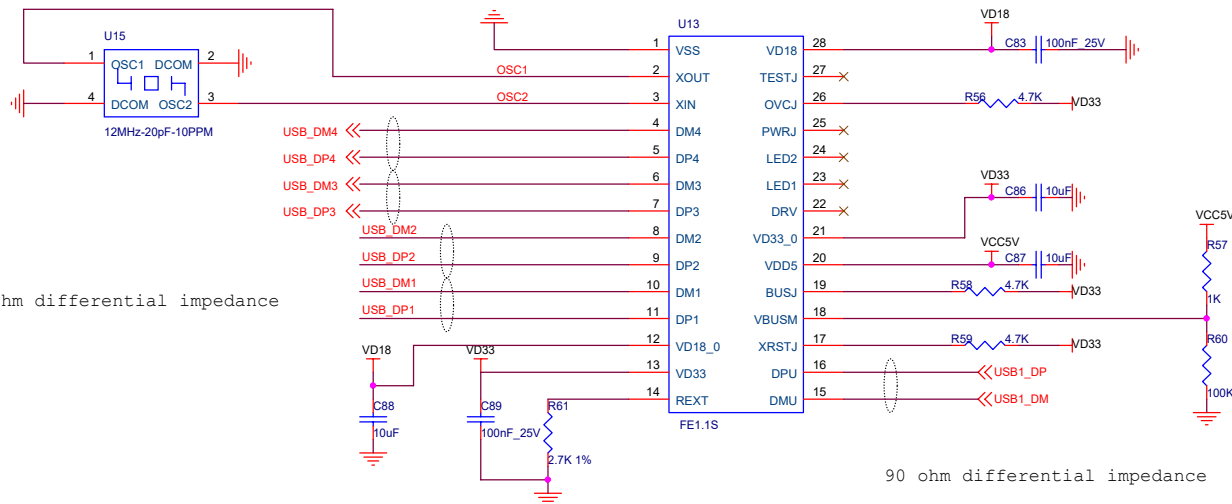 U15
1
OSC1
DCOM
2
4
DCOM
OSC2
3
12MHz-20pF-10PPM
OSC1
OSC2
USB_DM4
USB_DP4
USB_DM3
USB_DP3
USB_DM2
USB_DP2
USB_DM1
USB_DP1
hm differential impedance
U13
1 VSS VD18 28
2 XOUT TESTJ 27
3 XIN OVCJ 26
4 DM4 PWRJ 25
5 DP4 LED2 24
6 DM3 LED1 23
7 DP3 DRV 22
8 DM2 VD33_0 21
9 DP2 VDD5 20
10 DM1 BUSJ 19
11 DP1 VBUSM 18
12 VD18_0 XRSTJ 17
13 VD33 DPU 16
14 REXT DMU 15
FE1.1S
VD18
C83 100nF_25V
R56 4.7K VD33
VD33
C86 10uF
VCC5V
C87 10uF
R58 4.7K VD33
R59 4.7K VD33
USB1_DP
USB1_DM
VCC5V
R57
1K
R60
100K
VD18
C88
10uF
VD33
C89
100nF_25V
R61
2.7K 1%
90 ohm differential impedance